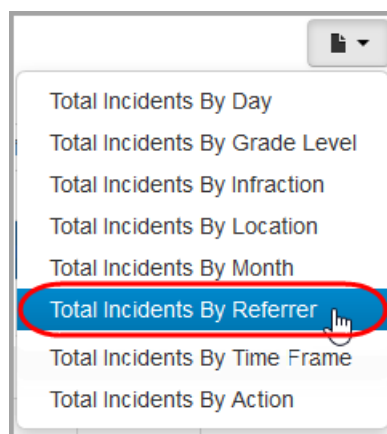 Total Incidents By Day
Total Incidents By Grade Level
Total Incidents By Infraction
Total Incidents By Location
Total Incidents By Month
Total Incidents By Referrer
Total Incidents By Time Frame
Total Incidents By Action